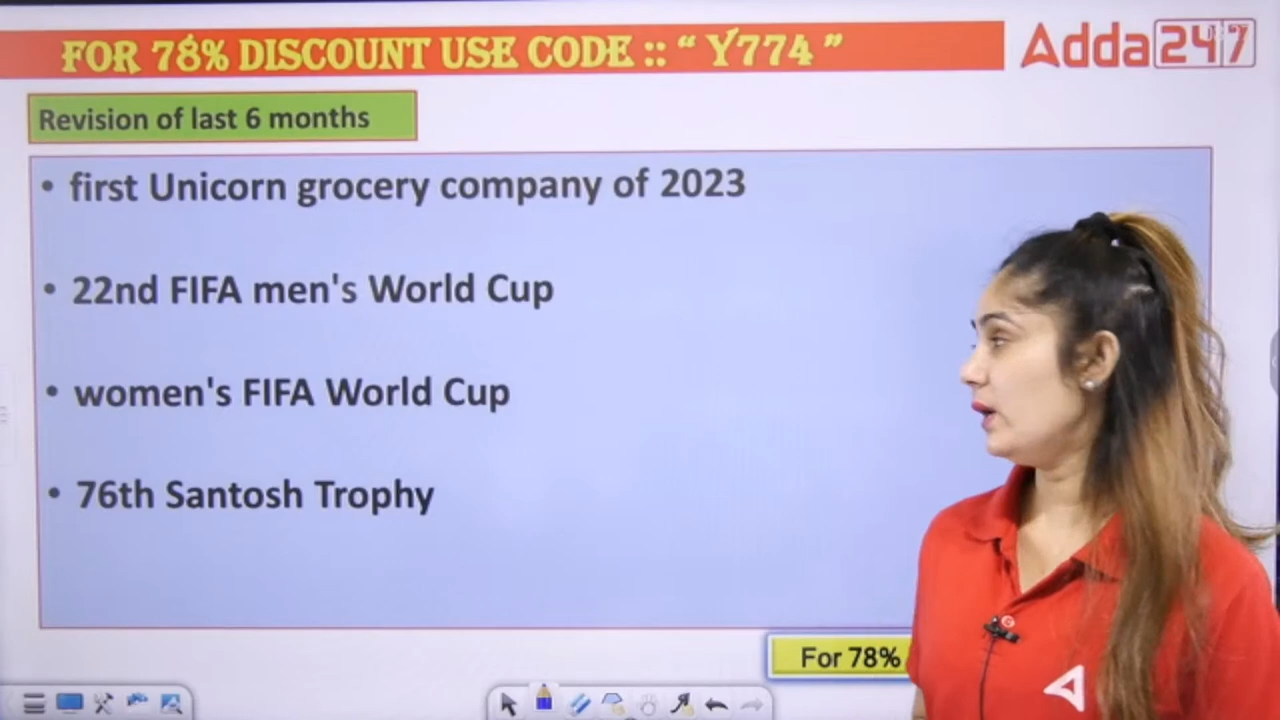 FOR 78% DISCOUNT USE CODE :: “ Y774 ”
Adda247
Revision of last 6 months
• first Unicorn grocery company of 2023
• 22nd FIFA men's World Cup
• women's FIFA World Cup
• 76th Santosh Trophy
For 78%